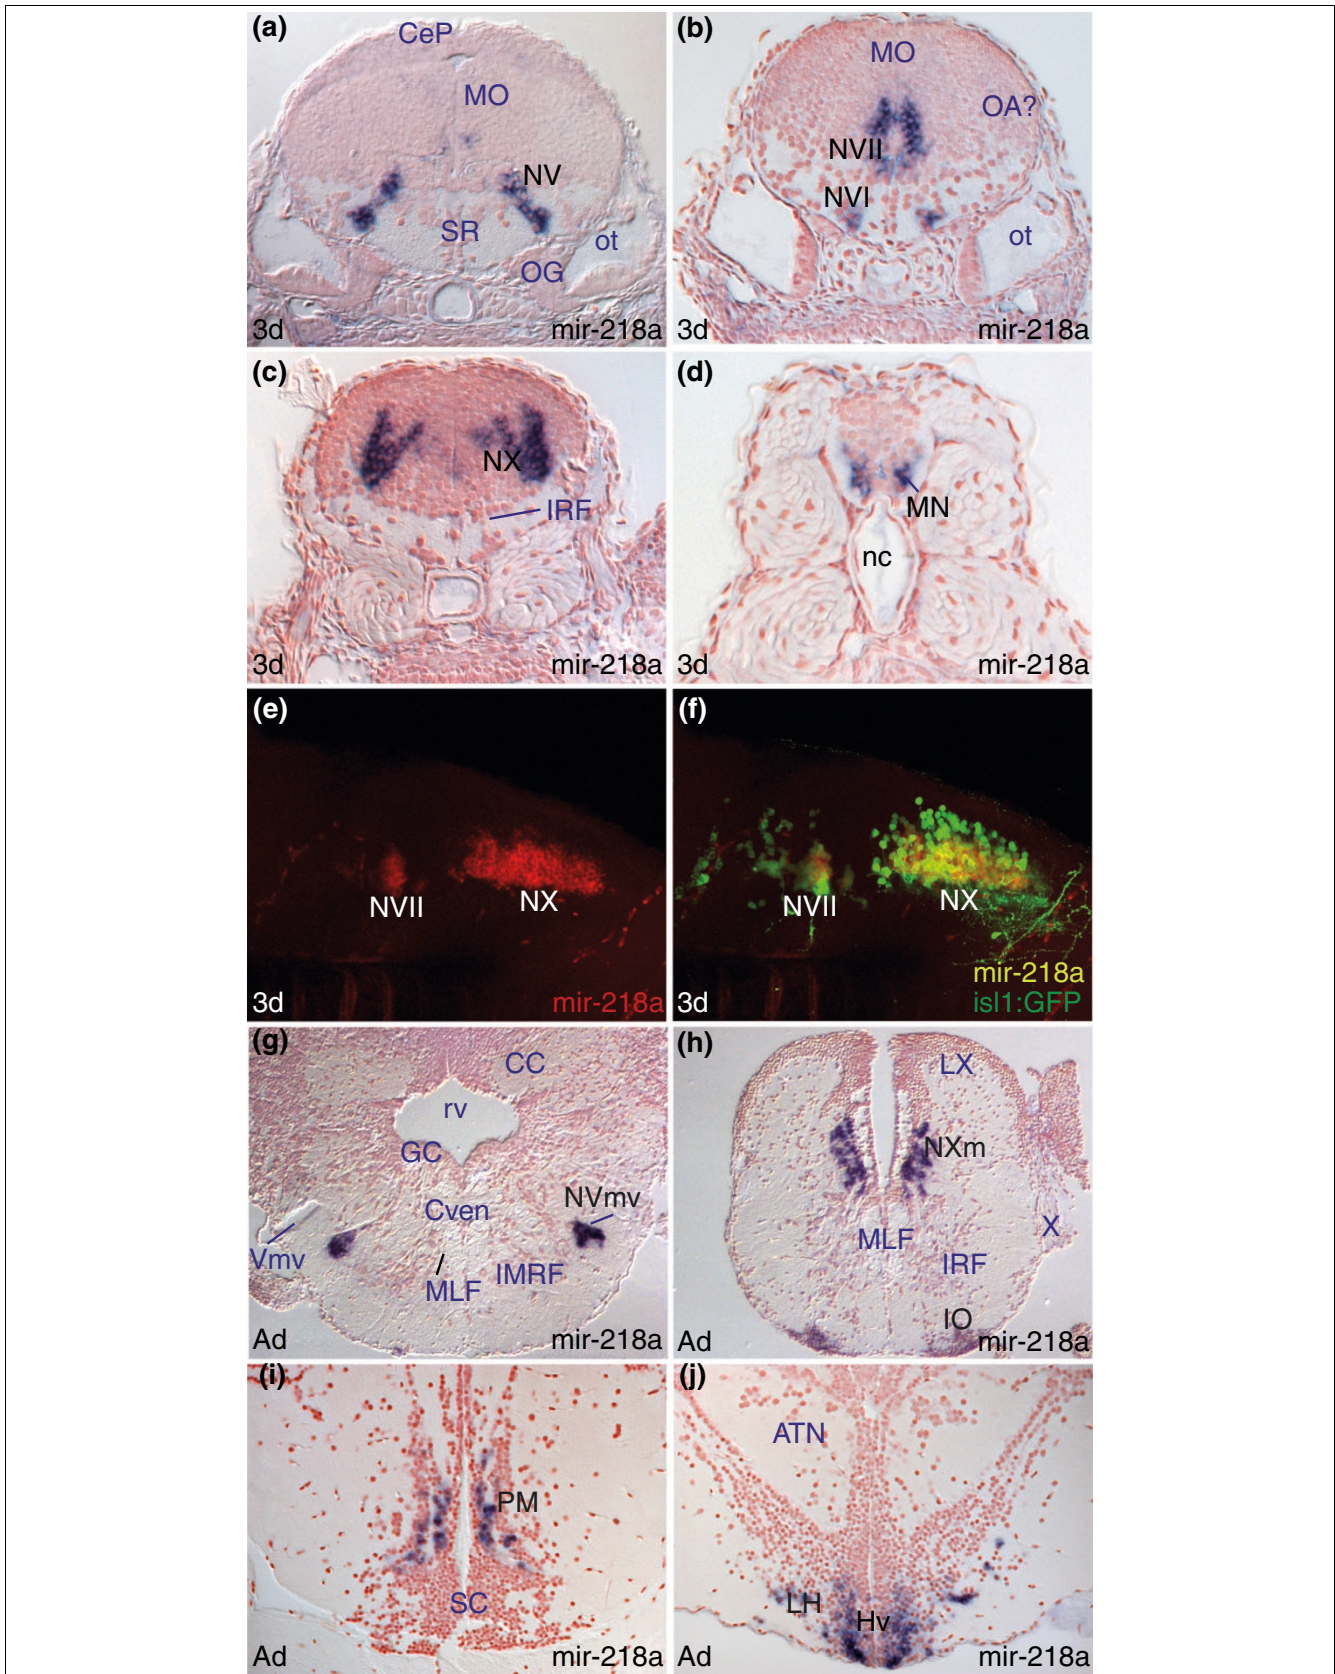 (a)
CeP
MO
NV
SR
ot
OG
3d
mir-218a
(b)
MO
OA?
NVII
NVI
ot
3d
mir-218a
(c)
NX
IRF
3d
mir-218a
(d)
MN
nc
3d
mir-218a
(e)
NVII
NX
3d
mir-218a
(f)
NVII
NX
mir-218a
3d
isl1:GFP
(g)
CC
rv
GC
NVmv
Cven
Vmv
IMRF
MLF
Ad
mir-218a
(h)
LX
NXm
X
MLF
IRF
IO
Ad
mir-218a
(i)
PM
SC
Ad
mir-218a
(j)
ATN
LH
Hv
Ad
mir-218a